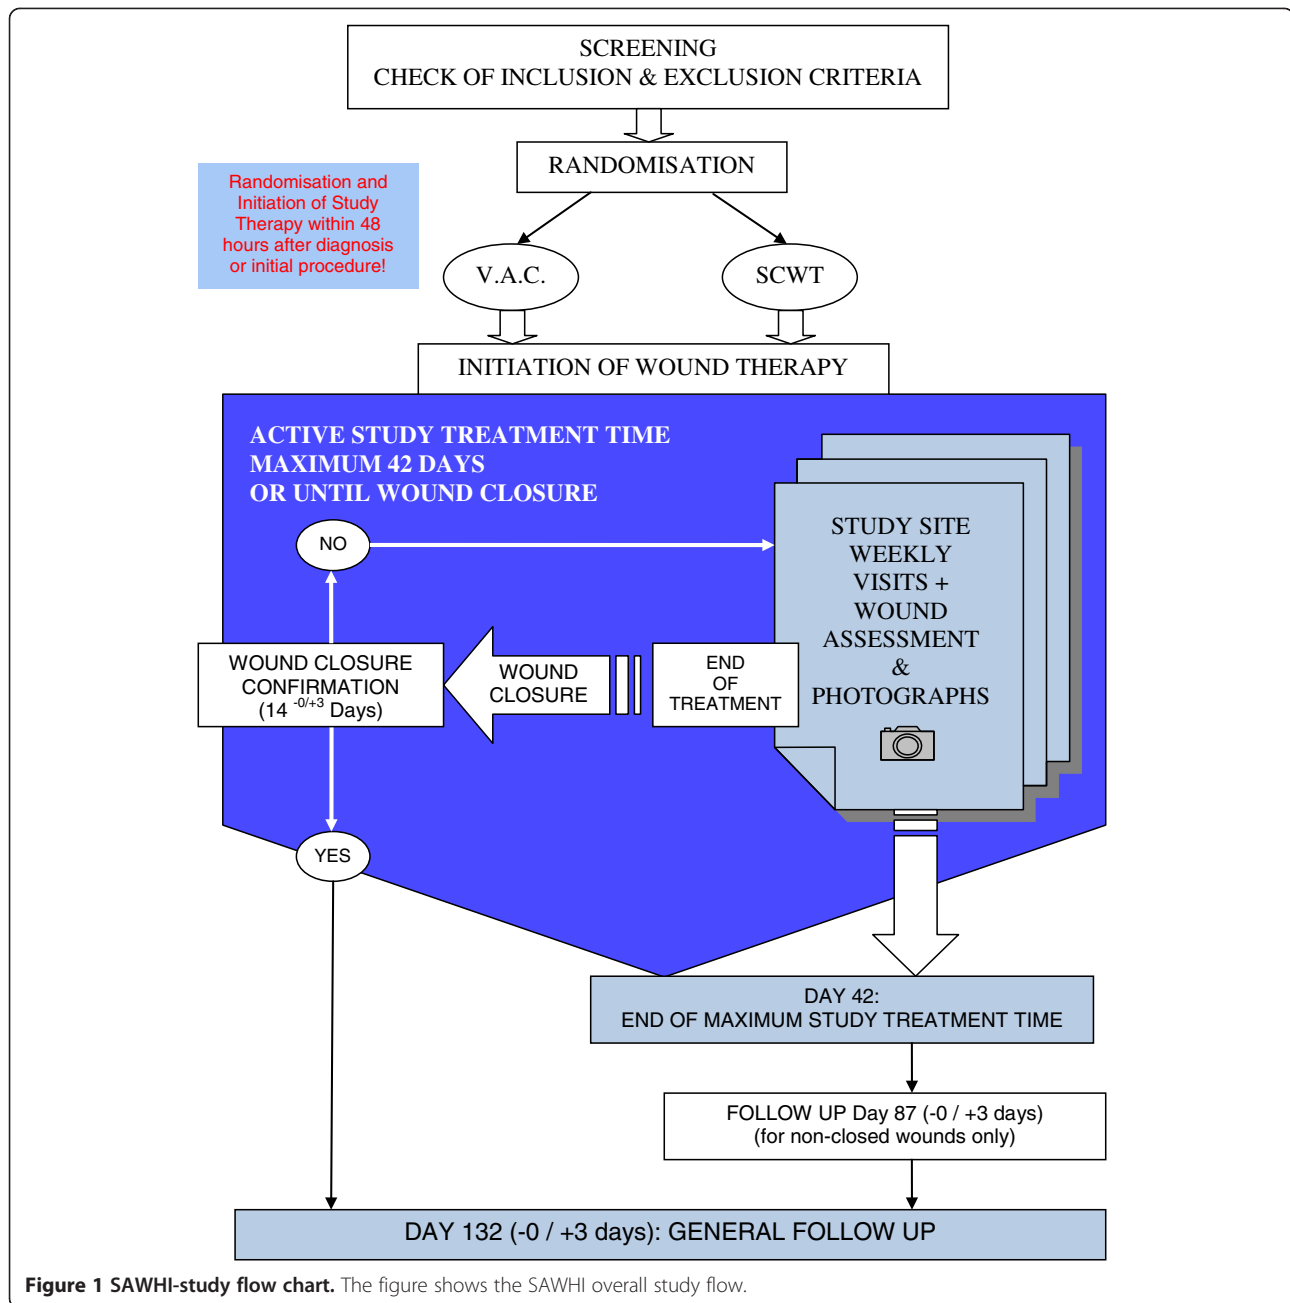 SCREENING
CHECK OF INCLUSION & EXCLUSION CRITERIA
RANDOMISATION
Randomisation and
Initiation of Study
Therapy within 48
hours after diagnosis
or initial procedure!
V.A.C.
SCWT
INITIATION OF WOUND THERAPY
ACTIVE STUDY TREATMENT TIME
MAXIMUM 42 DAYS
OR UNTIL WOUND CLOSURE
NO
STUDY SITE
WEEKLY
VISITS +
WOUND
ASSESSMENT
&
PHOTOGRAPHS
END
OF
TREATMENT
WOUND
CLOSURE
WOUND CLOSURE
CONFIRMATION
(14 -0/+3 Days)
YES
DAY 42:
END OF MAXIMUM STUDY TREATMENT TIME
FOLLOW UP Day 87 (-0 / +3 days)
(for non-closed wounds only)
DAY 132 (-0 / +3 days): GENERAL FOLLOW UP
Figure 1 SAWHI-study flow chart. The figure shows the SAWHI overall study flow.